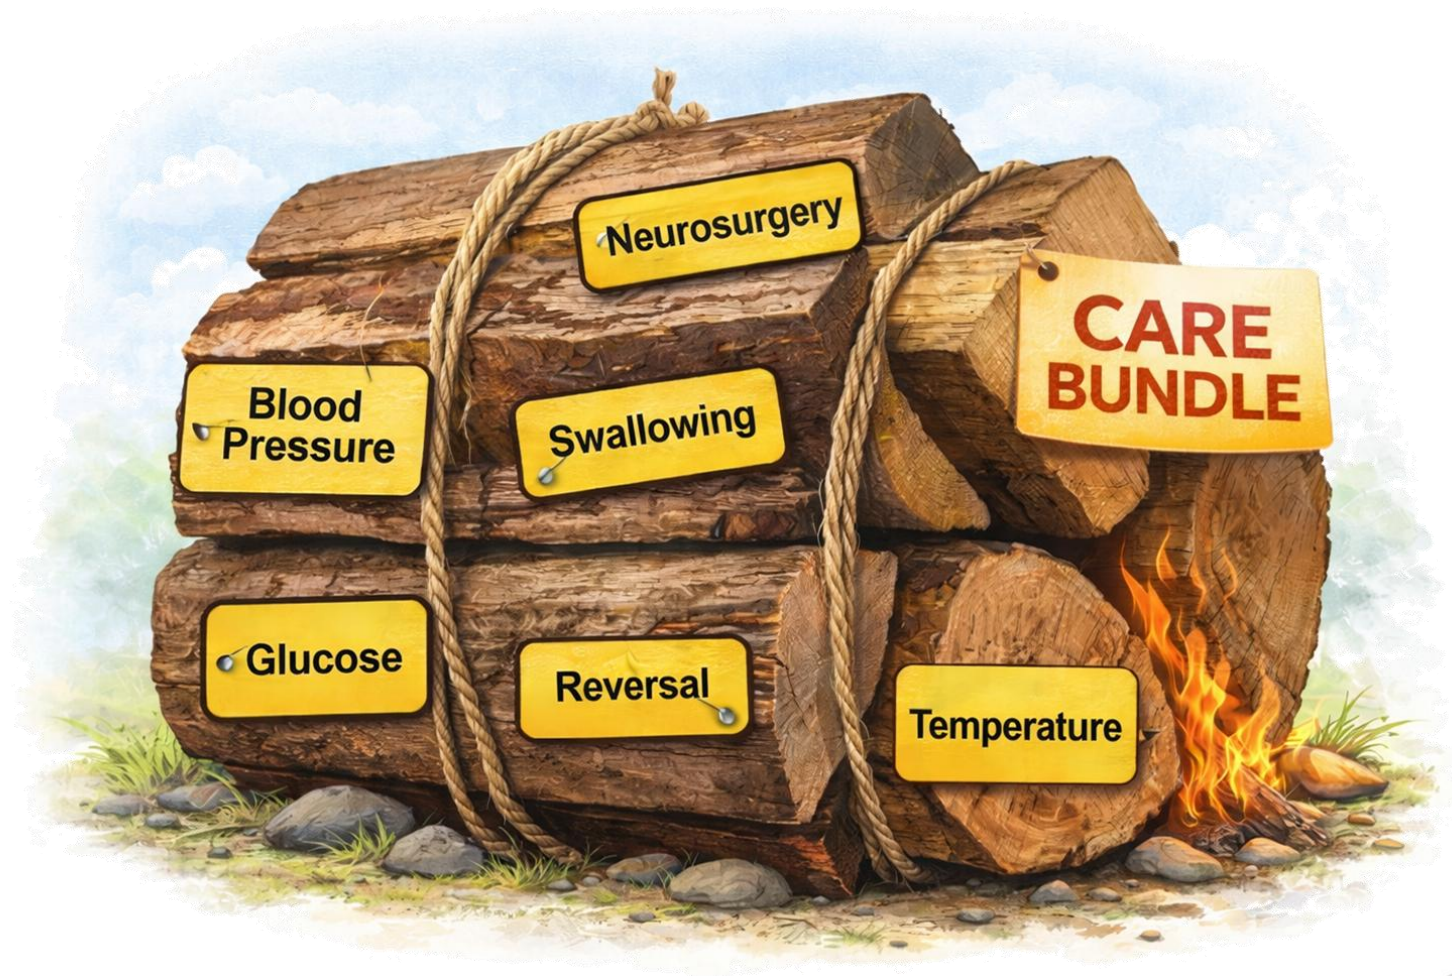 Neurosurgery
CARE
BUNDLE
Blood
Pressure
Swallowing
Glucose
Reversal
Temperature